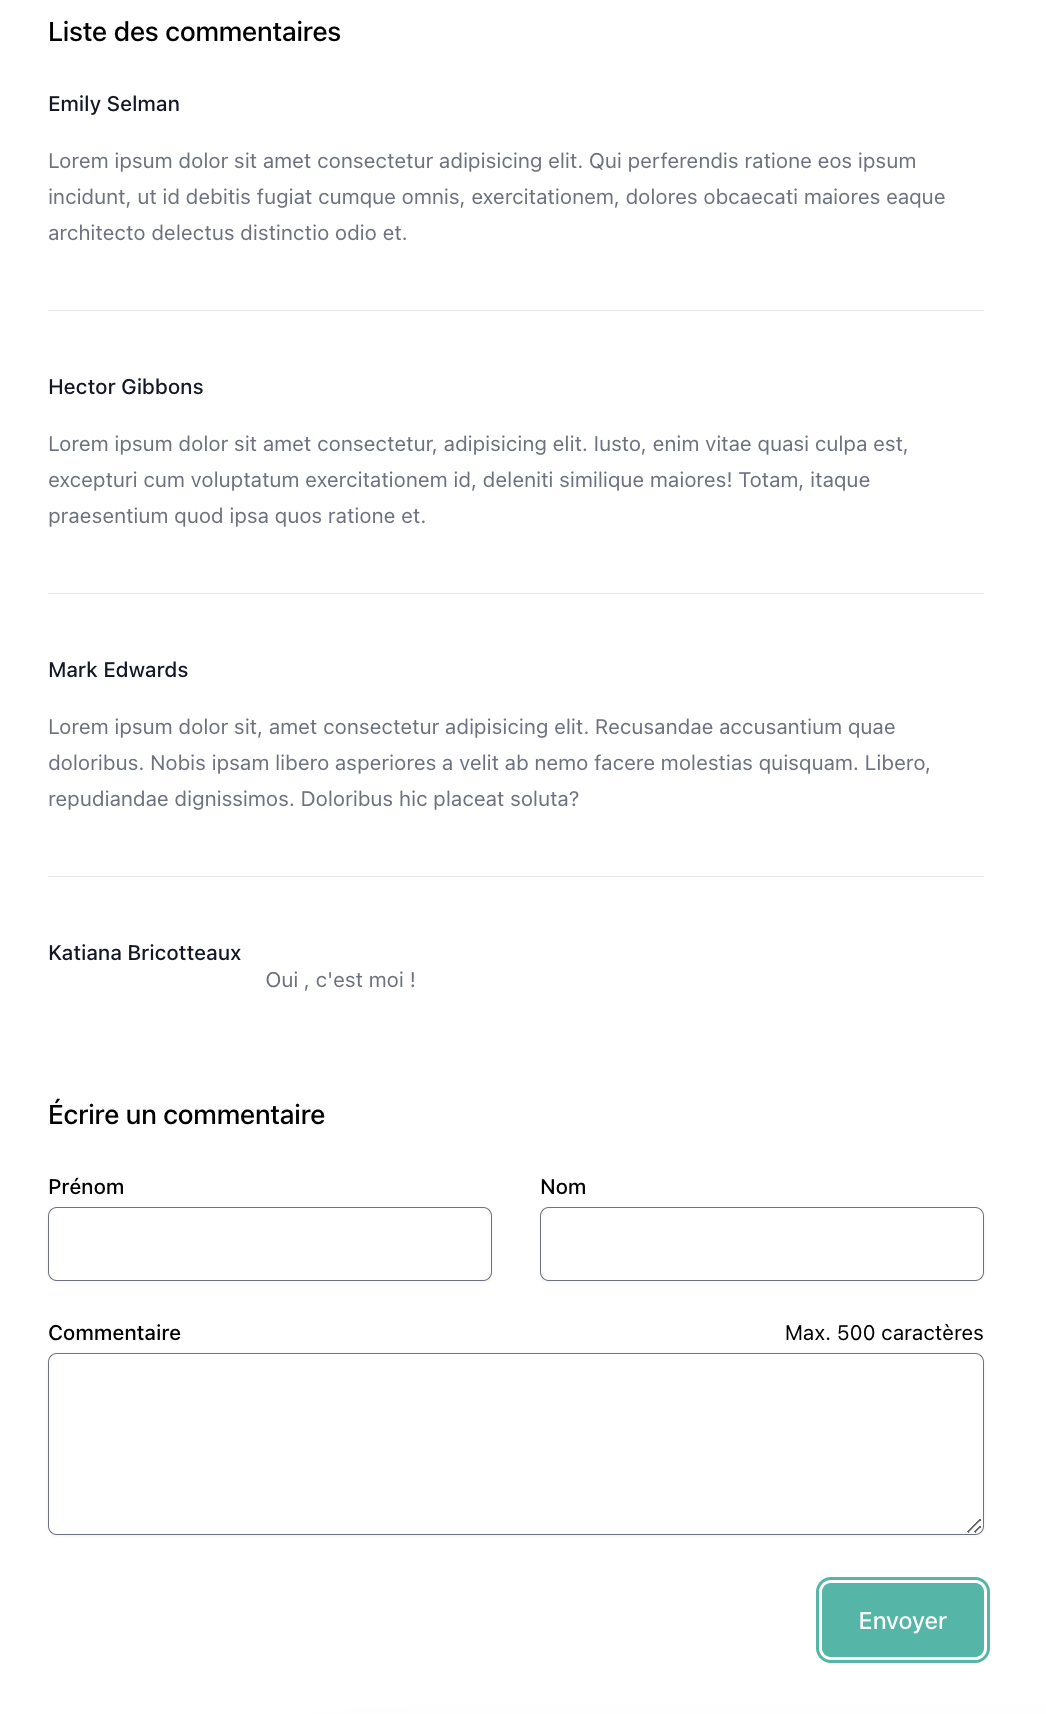 Liste des commentaires
Emily Selman
Lorem ipsum dolor sit amet consectetur adipisicing elit. Qui perferendis ratione eos ipsum
incidunt, ut id debitis fugiat cumque omnis, exercitationem, dolores obcaecati maiores eaque
architecto delectus distinctio odio et.
Hector Gibbons
Lorem ipsum dolor sit amet consectetur, adipisicing elit. Iusto, enim vitae quasi culpa est,
excepturi cum voluptatum exercitationem id, deleniti similique maiores! Totam, itaque
praesentium quod ipsa quos ratione et.
Mark Edwards
Lorem ipsum dolor sit, amet consectetur adipisicing elit. Recusandae accusantium quae
doloribus. Nobis ipsam libero asperiores a velit ab nemo facere molestias quisquam. Libero,
repudiandae dignissimos. Doloribus hic placeat soluta?
Katiana Bricotteaux
Oui , c'est moi !
Écrire un commentaire
Prénom
Nom
Commentaire
Max. 500 caractères
Envoyer